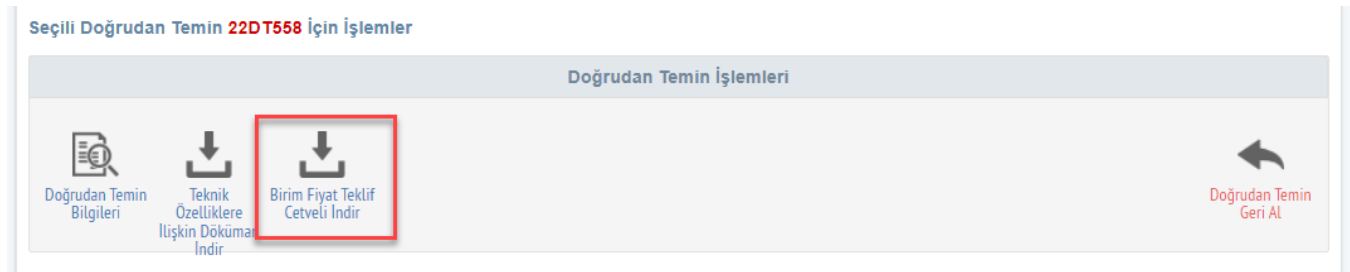 Seçili Doğrudan Temin 22DT558 İçin İşlemler
Doğrudan Temin İşlemleri
Doğrudan Temin
Bilgileri
Teknik
Özelliklere
İlişkin Döküman
İndir
Birim Fiyat Teklif
Cetveli İndir
Doğrudan Temin
Geri Al